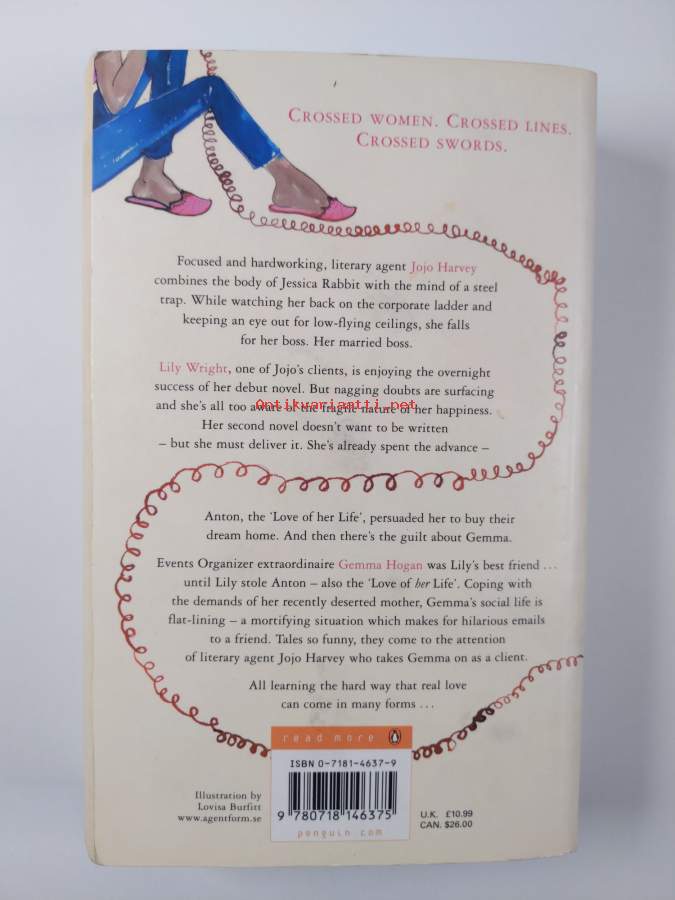 CROSSED WOMEN. CROSSED LINES.
CROSSED SWORDS.
Focused and hardworking, literary agent Jojo Harvey
combines the body of Jessica Rabbit with the mind of a steel
trap. While watching her back on the corporate ladder and
keeping an eye out for low-flying ceilings, she falls
for her boss. Her married boss.
Lily Wright, one of Jojo's clients, is enjoying the overnight
success of her debut novel. But nagging doubts are surfacing
Antikvariantti.net
and she's all too aware of the fragile nature of her happiness.
Her second novel doesn't want to be written
– but she must deliver it. She's already spent the advance –
Anton, the 'Love of her Life', persuaded her to buy their
dream home. And then there's the guilt about Gemma.
Events Organizer extraordinaire Gemma Hogan was Lily's best friend ...
until Lily stole Anton – also the 'Love of her Life'. Coping with
the demands of her recently deserted mother, Gemma's social life is
flat-lining – a mortifying situation which makes for hilarious emails
to a friend. Tales so funny, they come to the attention
of literary agent Jojo Harvey who takes Gemma on as a client.
All learning the hard way that real love
can come in many forms ...
read more
ISBN 0-7181-4637-9
9 780718 146375
penguin.com
Illustration by
Lovisa Burfitt
www.agentform.se
U.K. £10.99
CAN. $26.00